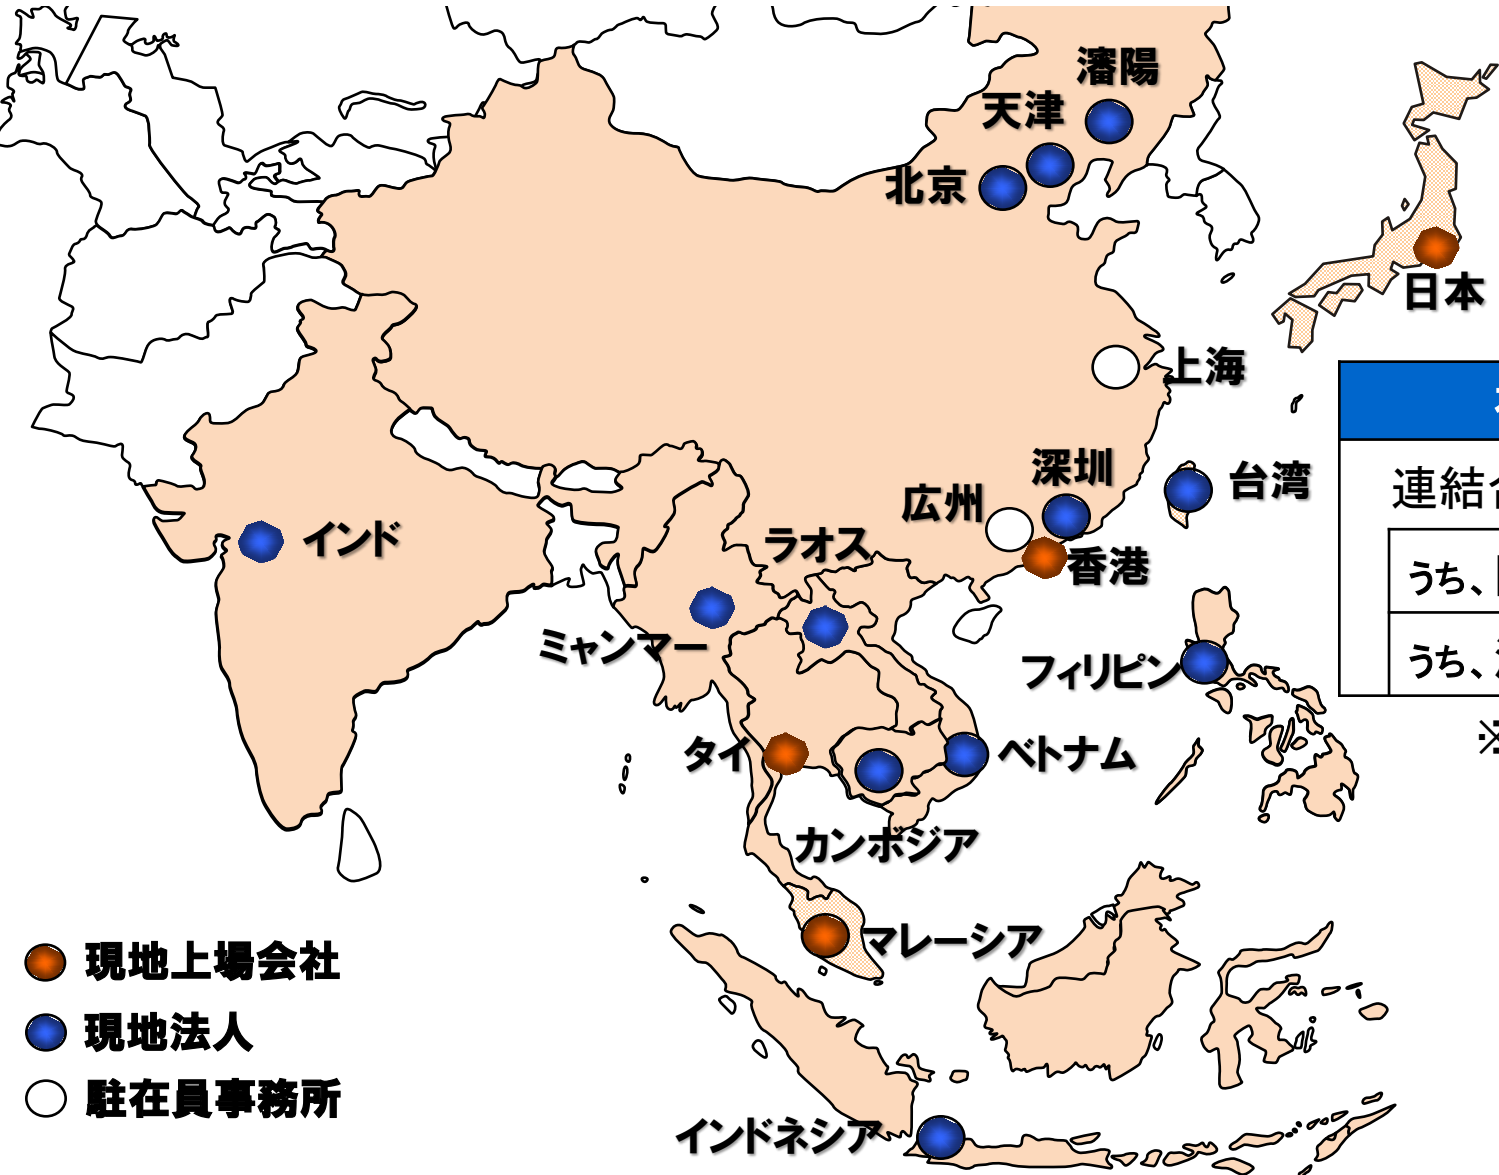 瀋陽
天津
北京
日本
上海
深圳
台湾
広州
インド
ラオス
香港
連結
うち、
ミャンマー
フィリピン
うち、
※
タイ
ベトナム
カンボジア
マレーシア
現地上場会社
現地法人
駐在員事務所
インドネシア